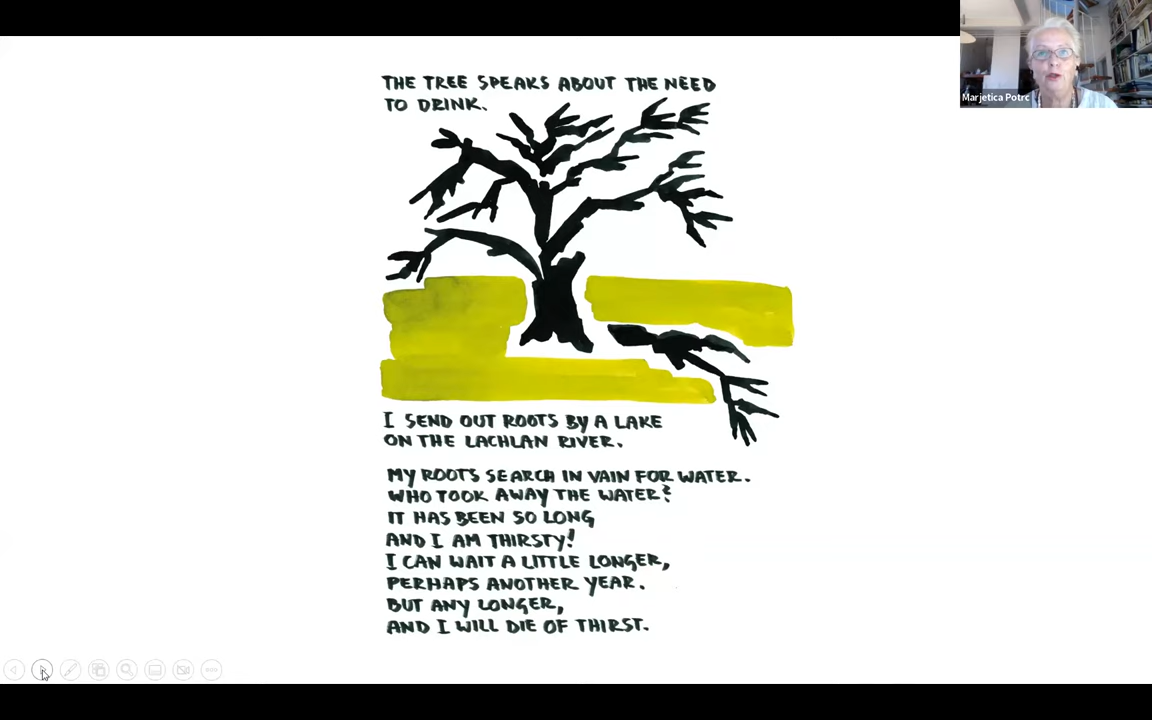 Marjetica Potrč
THE TREE SPEAKS ABOUT THE NEED
TO DRINK.
I SEND OUT ROOTS BY A LAKE
ON THE LACHLAN RIVER.
MY ROOTS SEARCH IN VAIN FOR WATER.
WHO TOOK AWAY THE WATER?
IT HAS BEEN SO LONG
AND I AM THIRSTY!
I CAN WAIT A LITTLE LONGER,
PERHAPS ANOTHER YEAR.
BUT ANY LONGER,
AND I WILL DIE OF THIRST.